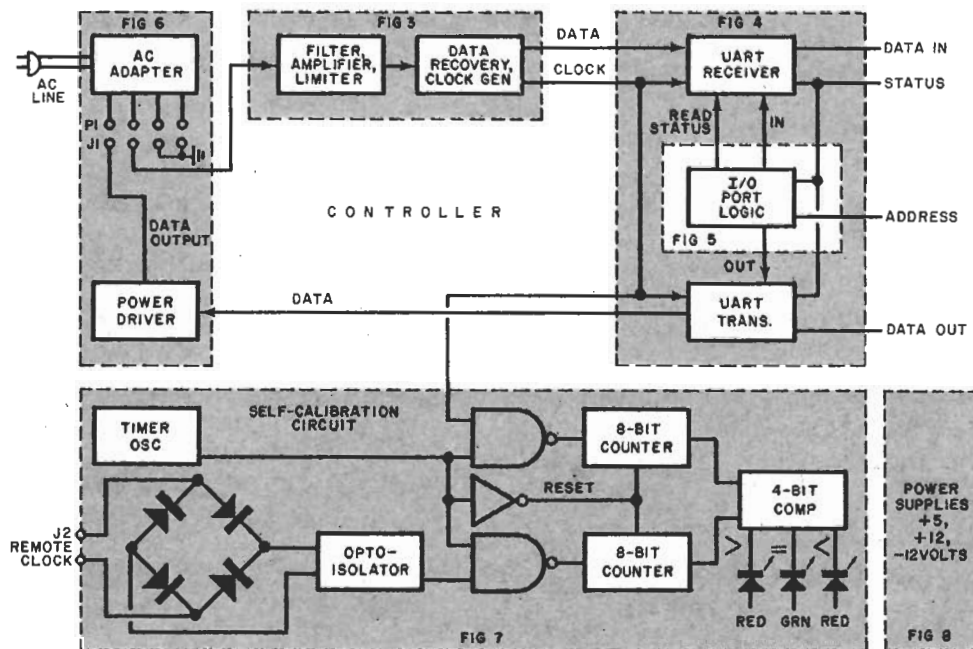 FIG 6
FIG 3
FIG 4
AC
ADAPTER
AC
LINE
P1
J1
FILTER,
AMPLIFIER,
LIMITER
DATA
RECOVERY,
CLOCK GEN
DATA
CLOCK
UART
RECEIVER
DATA IN
STATUS
READ
STATUS
IN
I/O
PORT
LOGIC
ADDRESS
FIG 5
CONTROLLER
DATA
OUTPUT
OUT
POWER
DRIVER
DATA
UART
TRANS.
DATA OUT
SELF-CALIBRATION
CIRCUIT
TIMER
OSC
8-BIT
COUNTER
RESET
4-BIT
COMP
J2
REMOTE
CLOCK
OPTO-
ISOLATOR
8-BIT
COUNTER
> = <
RED GRN RED
POWER
SUPPLIES
+5,
+12,
-12VOLTS
FIG 7
FIG 8